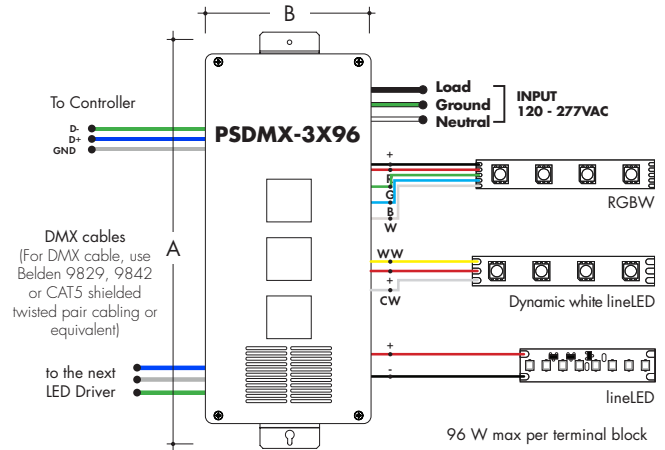 B
To Controller
D-
D+
GND
PSDMX-3X96
Load
Ground
Neutral
INPUT
120 - 277VAC
+
R
G
B
W
RGBW
DMX cables
(For DMX cable, use
Belden 9829, 9842
or CAT5 shielded
twisted pair cabling or
equivalent)
A
WW
+
CW
Dynamic white lineLED
to the next
LED Driver
+
-
lineLED
96 W max per terminal block